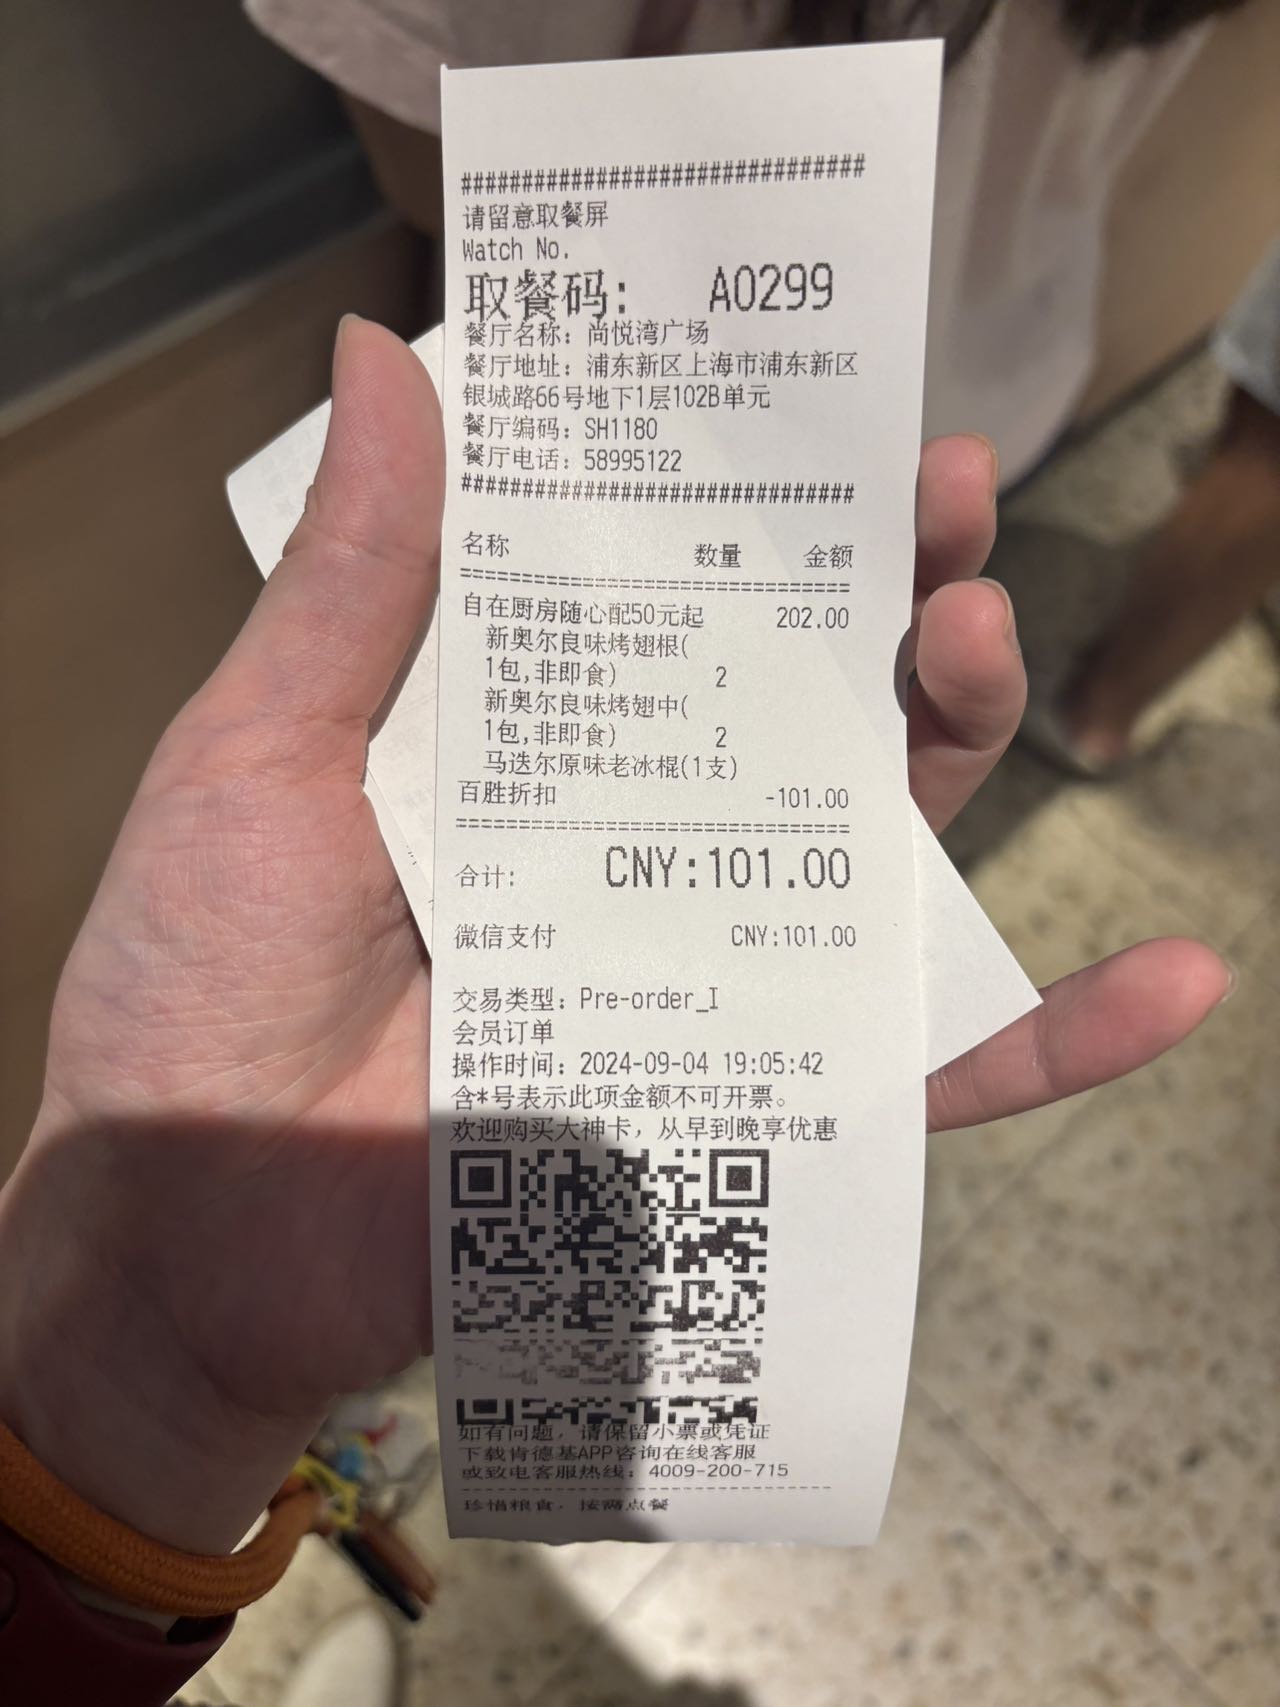 #################################
请留意取餐屏
Watch No.
取餐码: A0299
餐厅名称: 尚悦湾广场
餐厅地址: 浦东新区上海市浦东新区
银城路66号地下1层102B单元
餐厅编码: SH1180
餐厅电话: 58995122
#################################
名称 数量 金额
================================
自在厨房随心配50元起 202.00
新奥尔良味烤翅根(
1包,非即食) 2
新奥尔良味烤翅中(
1包,非即食) 2
马迭尔原味老冰棍(1支)
百胜折扣 -101.00
================================
合计: CNY:101.00
微信支付 CNY:101.00
交易类型: Pre-order_I
会员订单
操作时间: 2024-09-04 19:05:42
含*号表示此项金额不可开票。
欢迎购买大神卡，从早到晚享优惠
如有问题，请保留小票或凭证
下载肯德基APP咨询在线客服
或致电客服热线: 4009-200-715
--------------------------------
珍惜粮食，按需点餐